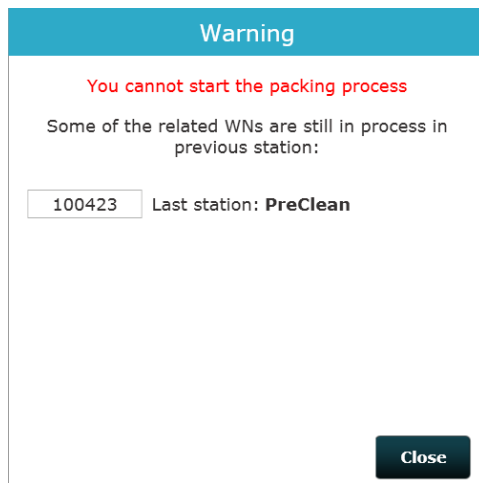 Warning
You cannot start the packing process
Some of the related WNs are still in process in
previous station:
100423 Last station: PreClean
Close